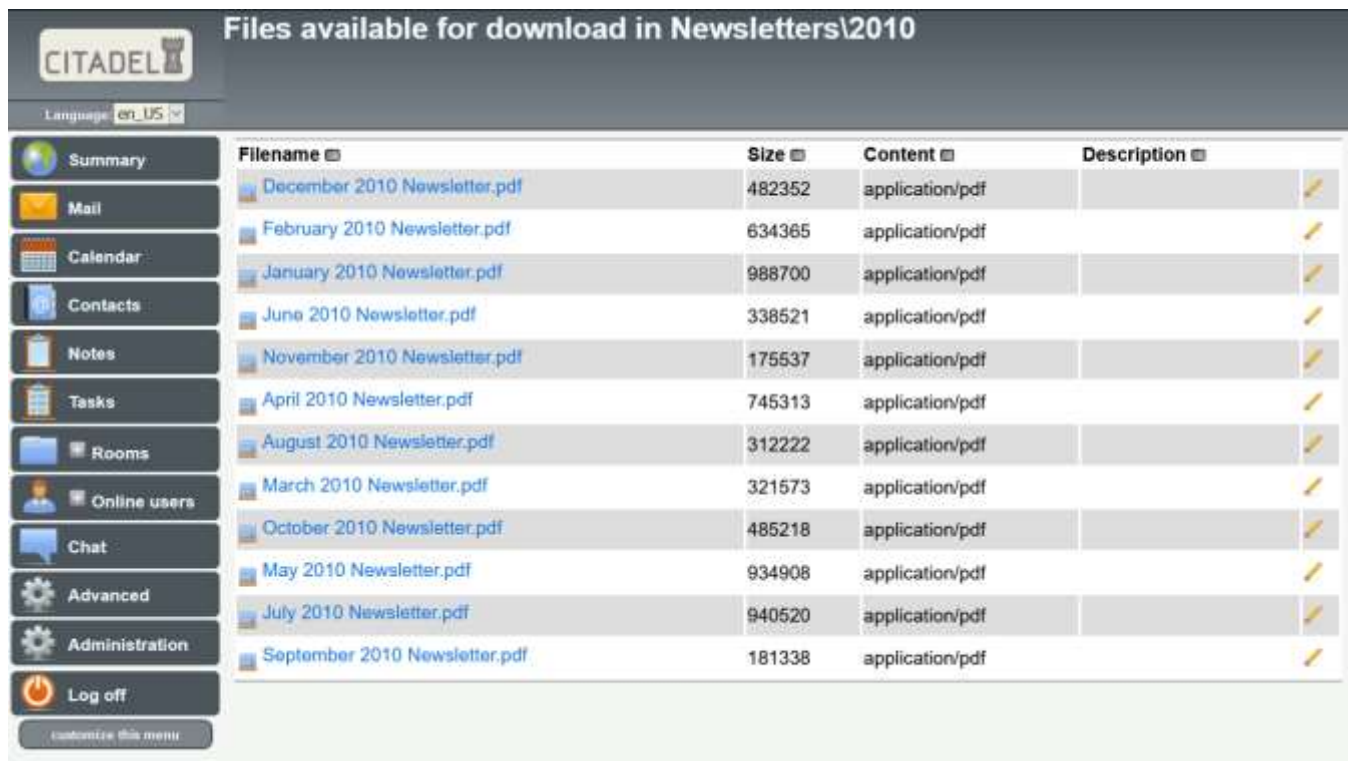 Files available for download in Newsletters\2010
CITADEL
Language: en_US
Summary
Mail
Calendar
Contacts
Notes
Tasks
Rooms
Online users
Chat
Advanced
Administration
Log off
customize this menu
Filename Size Content Description
December 2010 Newsletter.pdf 482352 application/pdf
February 2010 Newsletter.pdf 634365 application/pdf
January 2010 Newsletter.pdf 988700 application/pdf
June 2010 Newsletter.pdf 338521 application/pdf
November 2010 Newsletter.pdf 175537 application/pdf
April 2010 Newsletter.pdf 745313 application/pdf
August 2010 Newsletter.pdf 312222 application/pdf
March 2010 Newsletter.pdf 321573 application/pdf
October 2010 Newsletter.pdf 485218 application/pdf
May 2010 Newsletter.pdf 934908 application/pdf
July 2010 Newsletter.pdf 940520 application/pdf
September 2010 Newsletter.pdf 181338 application/pdf